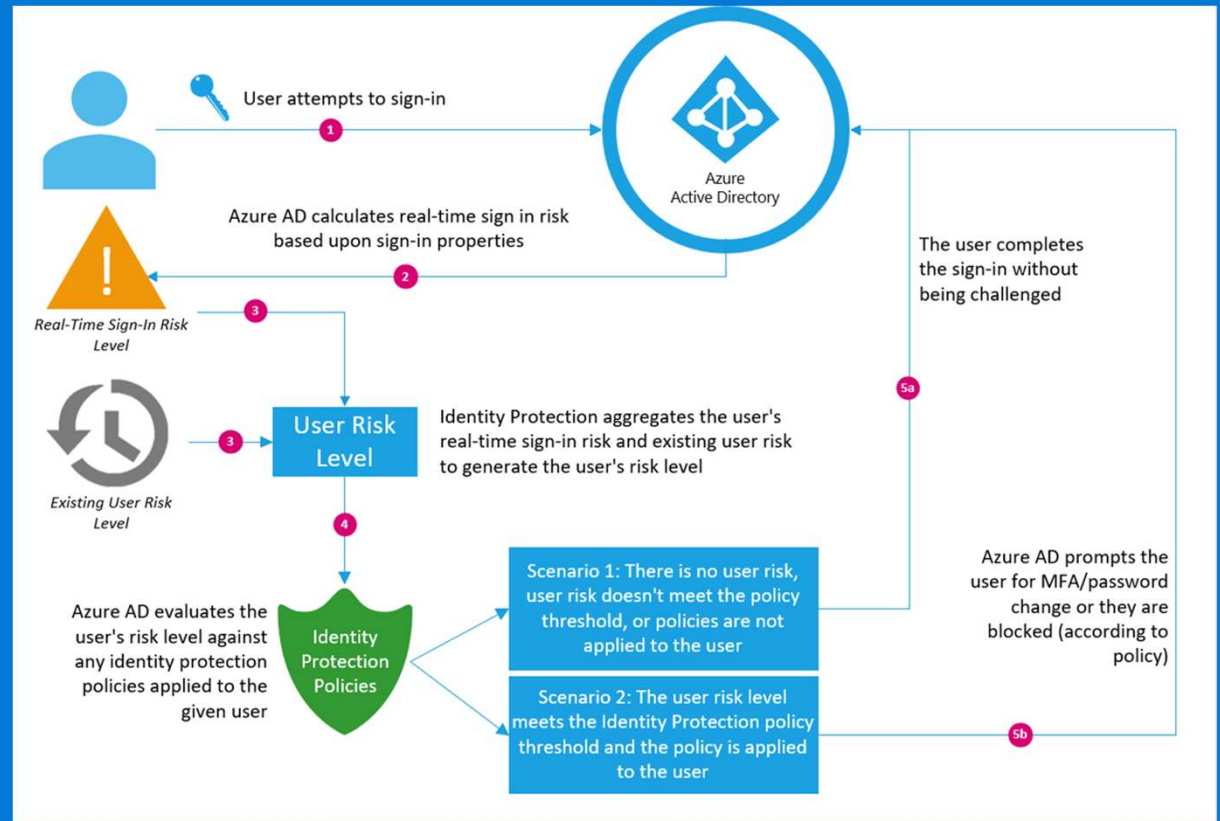 User attempts to sign-in
1
Azure
Active Directory
Azure AD calculates real-time sign in risk
based upon sign-in properties
2
The user completes
the sign-in without
being challenged
!
Real-Time Sign-In Risk
Level
3
5a
User Risk
Level
Identity Protection aggregates the user's
real-time sign-in risk and existing user risk
to generate the user's risk level
3
Existing User Risk
Level
4
Azure AD evaluates the
user's risk level against
any identity protection
policies applied to the
given user
Identity
Protection
Policies
Scenario 1: There is no user risk,
user risk doesn't meet the policy
threshold, or policies are not
applied to the user
Scenario 2: The user risk level
meets the Identity Protection policy
threshold and the policy is applied
to the user
5b
Azure AD prompts the
user for MFA/password
change or they are
blocked (according to
policy)